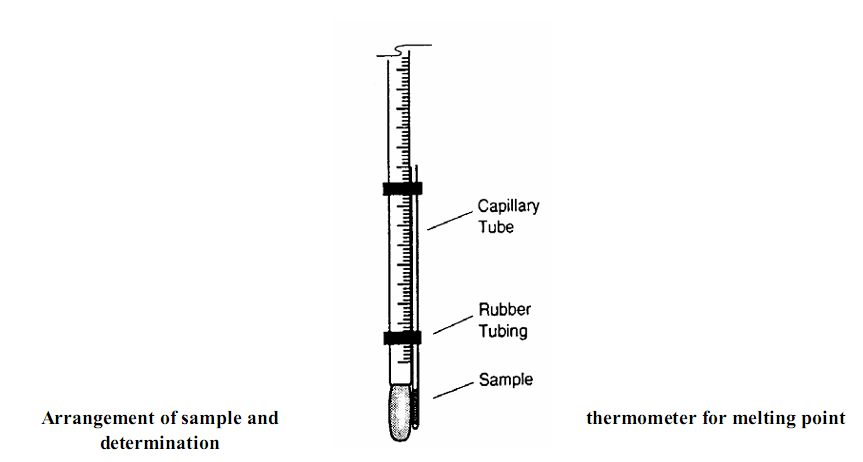 Capillary
Tube
Rubber
Tubing
Sample
Arrangement of sample and thermometer for melting point
determination